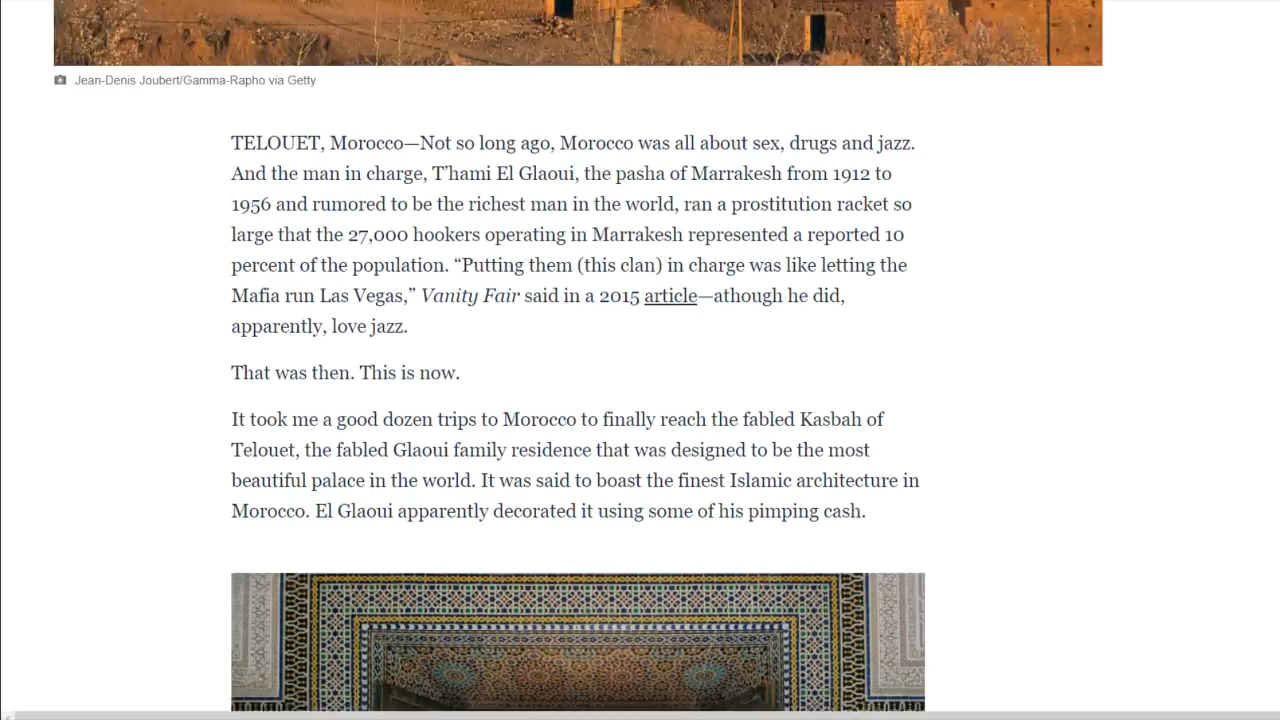 Jean-Denis Joubert/Gamma-Rapho via Getty
TELOUET, Morocco—Not so long ago, Morocco was all about sex, drugs and jazz.
And the man in charge, T’hami El Glaoui, the pasha of Marrakesh from 1912 to
1956 and rumored to be the richest man in the world, ran a prostitution racket so
large that the 27,000 hookers operating in Marrakesh represented a reported 10
percent of the population. “Putting them (this clan) in charge was like letting the
Mafia run Las Vegas,” Vanity Fair said in a 2015 article—athough he did,
apparently, love jazz.
That was then. This is now.
It took me a good dozen trips to Morocco to finally reach the fabled Kasbah of
Telouet, the fabled Glaoui family residence that was designed to be the most
beautiful palace in the world. It was said to boast the finest Islamic architecture in
Morocco. El Glaoui apparently decorated it using some of his pimping cash.